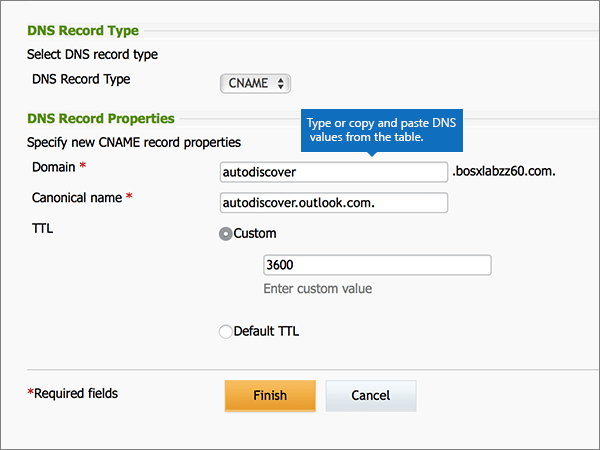 DNS Record Type
Select DNS record type
DNS Record Type CNAME
DNS Record Properties
Type or copy and paste DNS
values from the table.
Specify new CNAME record properties
Domain * autodiscover .bosxlabzz60.com.
Canonical name * autodiscover.outlook.com.
TTL Custom
3600
Enter custom value
Default TTL
*Required fields Finish Cancel